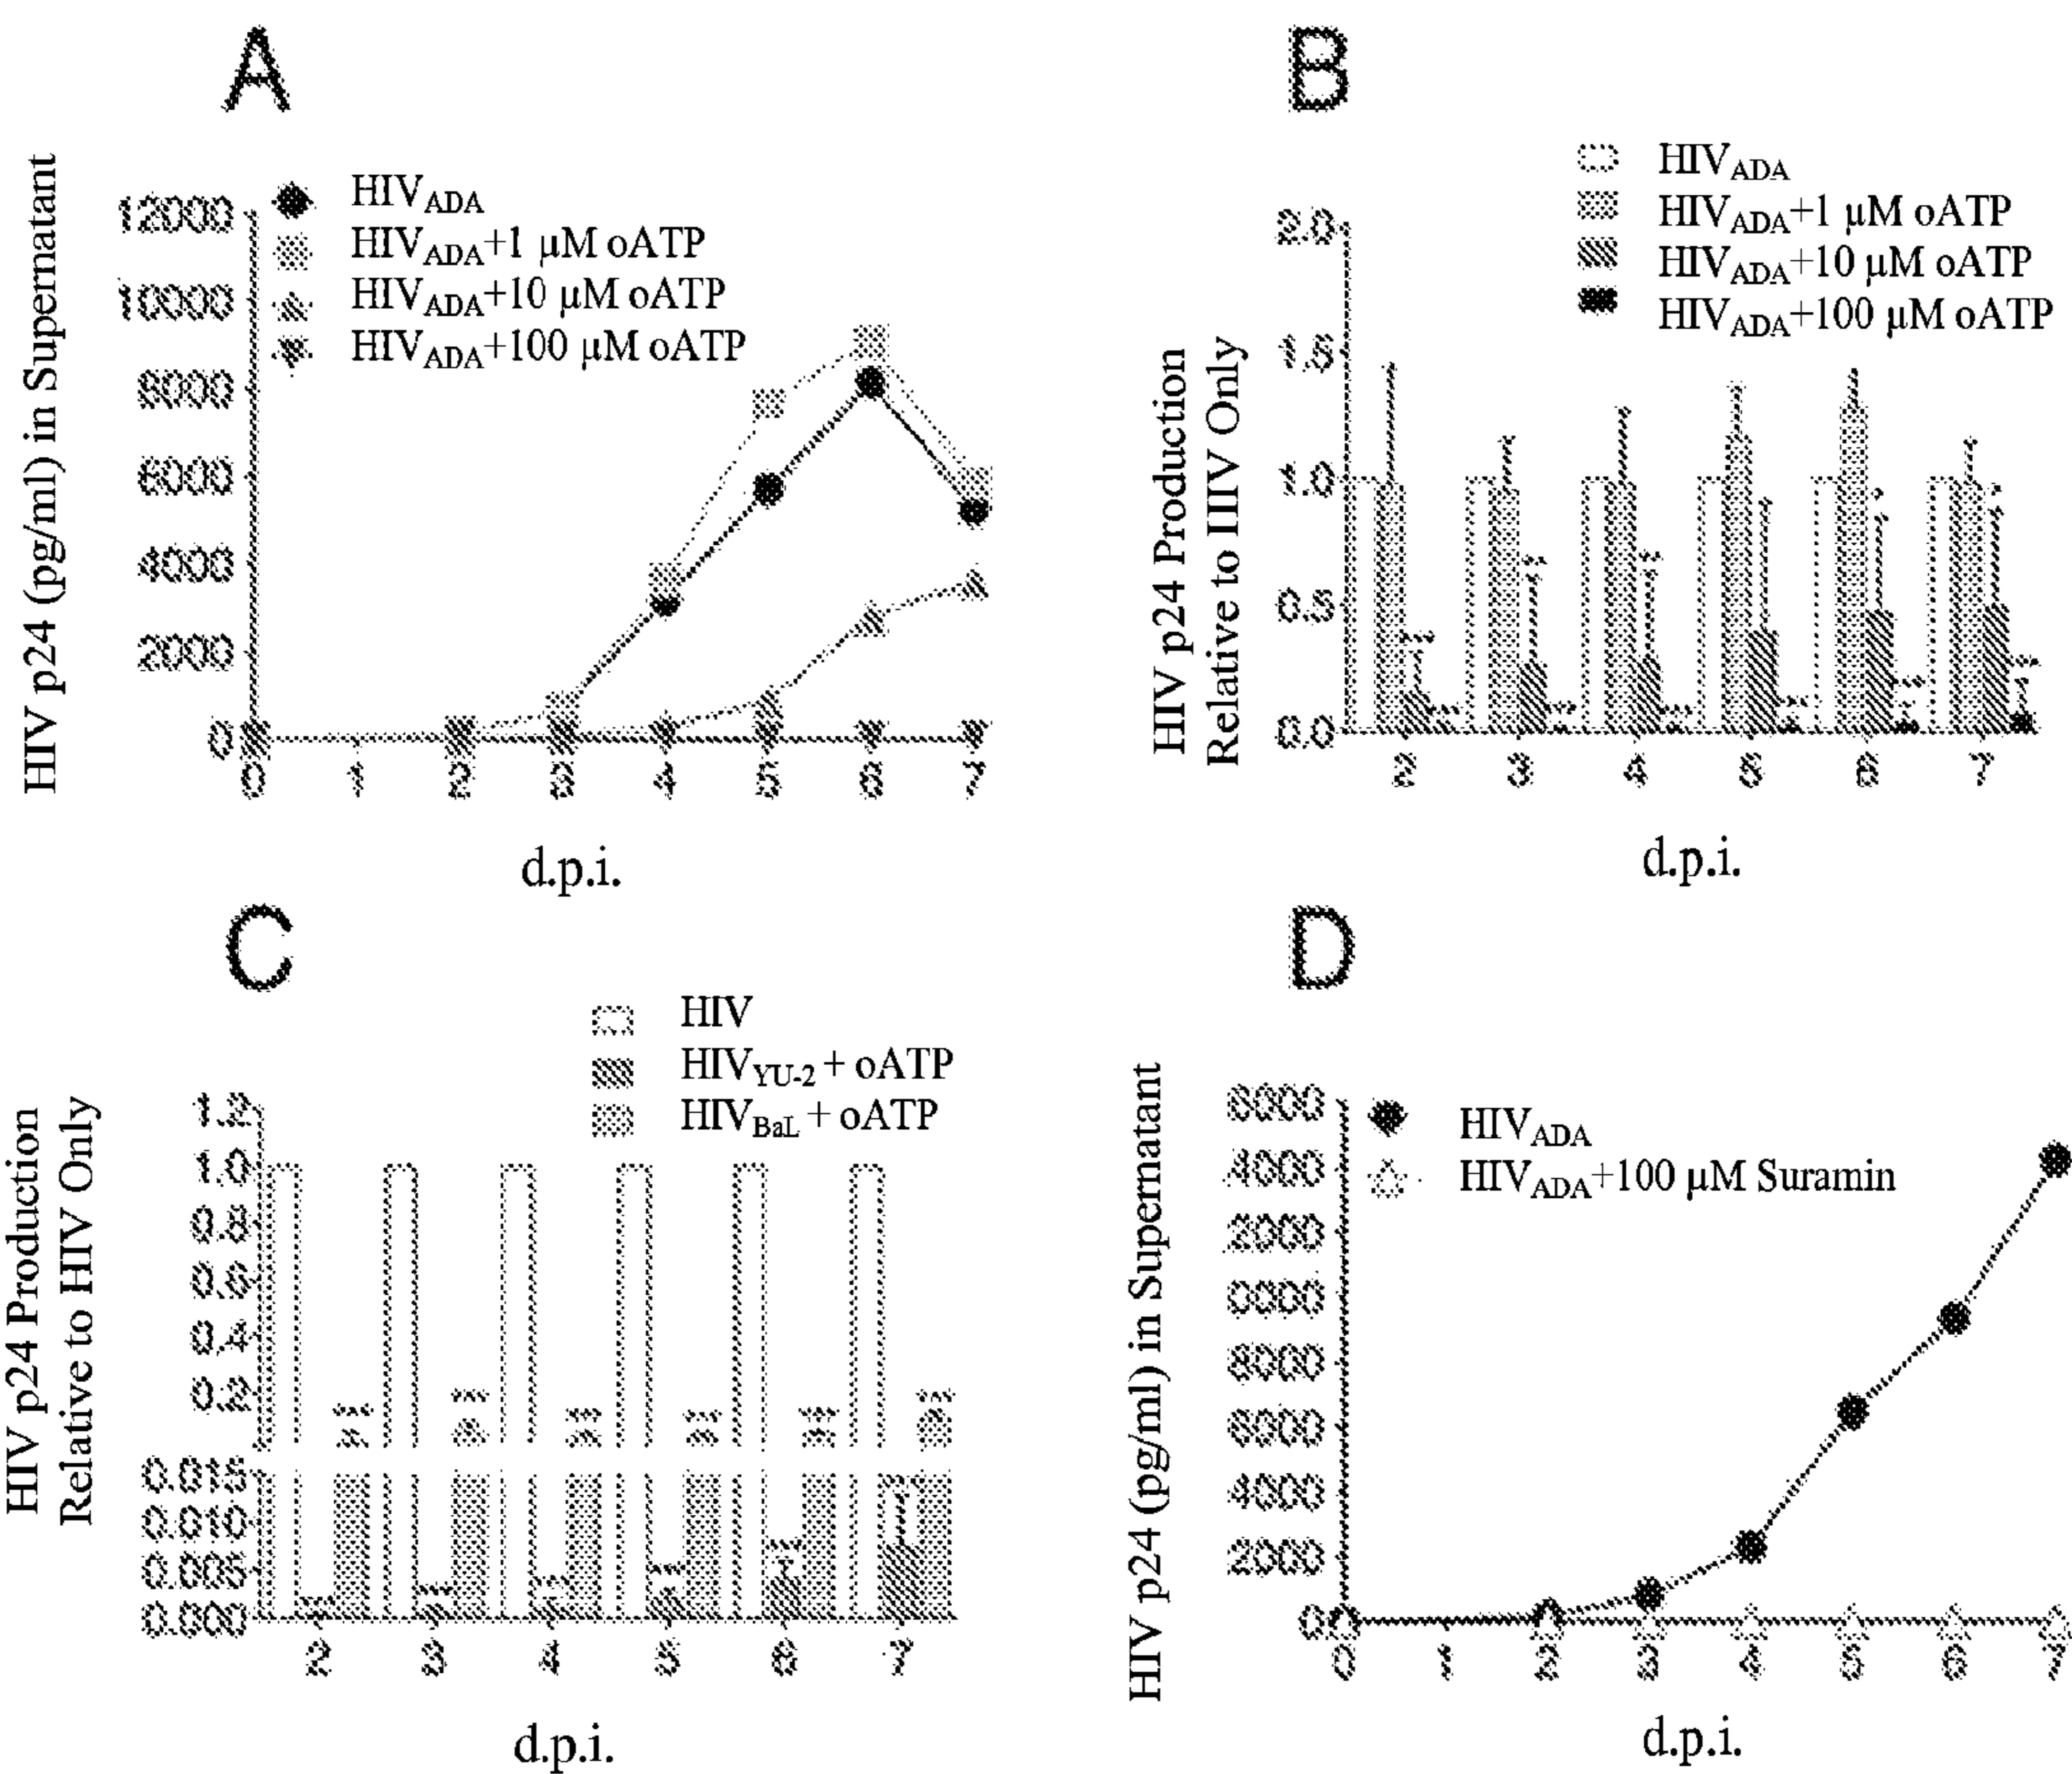 A
HIV p24 (pg/ml) in Supernatant
HIVADA
HIVADA+1 μM oATP
HIVADA+10 μM oATP
HIVADA+100 μM oATP
12000
10000
8000
6000
4000
2000
0
0 1 2 3 4 5 6 7
d.p.i.
B
HIV p24 Production
Relative to IIIV Only
HIVADA
HIVADA+1 μM oATP
HIVADA+10 μM oATP
HIVADA+100 μM oATP
2.0
1.5
1.0
0.5
0.0
2 3 4 5 6 7
d.p.i.
C
HIV p24 Production
Relative to HIV Only
HIV
HIVYU-2 + oATP
HIVBaL + oATP
1.2
1.0
0.8
0.6
0.4
0.2
0.015
0.010
0.005
0.000
2 3 4 5 6 7
d.p.i.
D
HIV p24 (pg/ml) in Supernatant
HIVADA
HIVADA+100 μM Suramin
4000
2000
0000
8000
6000
4000
2000
0
0 1 2 3 4 5 6 7
d.p.i.